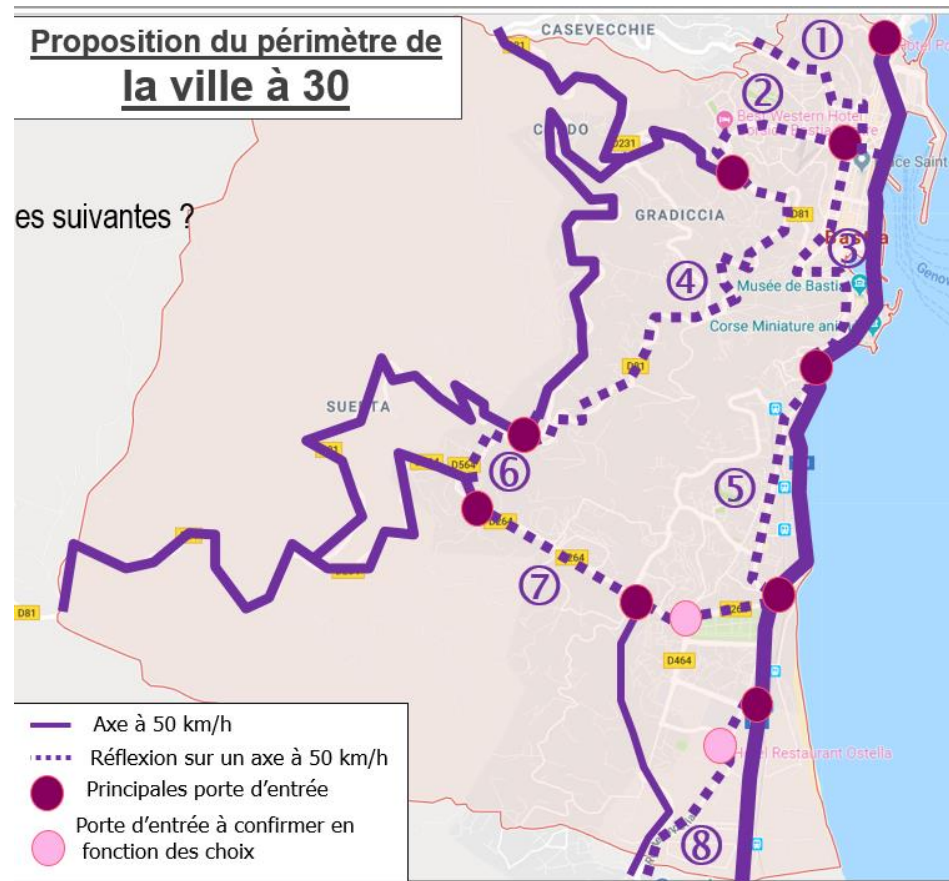 Proposition du périmètre de
la ville à 30
es suivantes ?
CASEVECCHIE
①
②
Best Western Hotel
D231
GRADICCIA
D81
③
④
Musée de Bastia
Corse Miniature
D81
SUERTA
D564
⑥
D264
⑤
D264
⑦
D81
D464
Hotel Restaurant Ostella
⑧
Axe à 50 km/h
Réflexion sur un axe à 50 km/h
Principales porte d'entrée
Porte d'entrée à confirmer en
fonction des choix